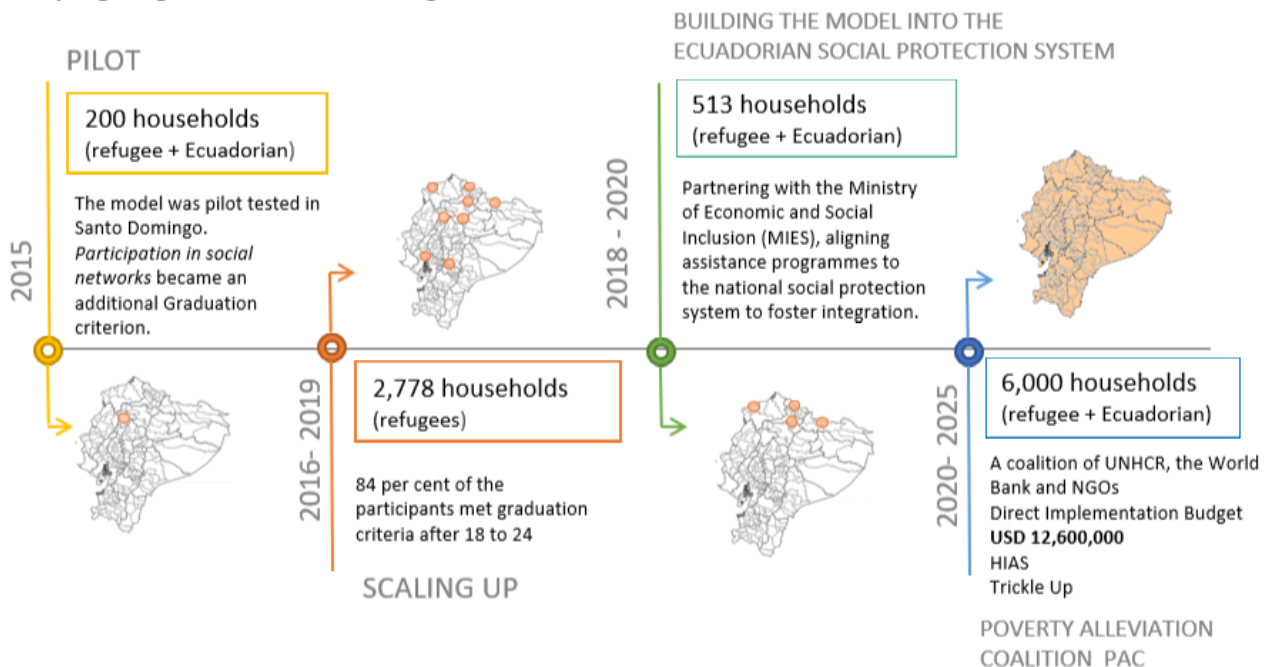 PILOT
200 households
(refugee + Ecuadorian)
2015
The model was pilot tested in
Santo Domingo.
Participation in social
networks became an
additional Graduation
criterion.
2016- 2019
2,778 households
(refugees)
84 per cent of the
participants met graduation
criteria after 18 to 24
SCALING UP
BUILDING THE MODEL INTO THE
ECUADORIAN SOCIAL PROTECTION SYSTEM
513 households
(refugee + Ecuadorian)
2018 - 2020
Partnering with the Ministry
of Economic and Social
Inclusion (MIES), aligning
assistance programmes to
the national social protection
system to foster integration.
2020- 2025
6,000 households
(refugee + Ecuadorian)
A coalition of UNHCR, the World
Bank and NGOs
Direct Implementation Budget
USD 12,600,000
HIAS
Trickle Up
POVERTY ALLEVIATION
COALITION PAC